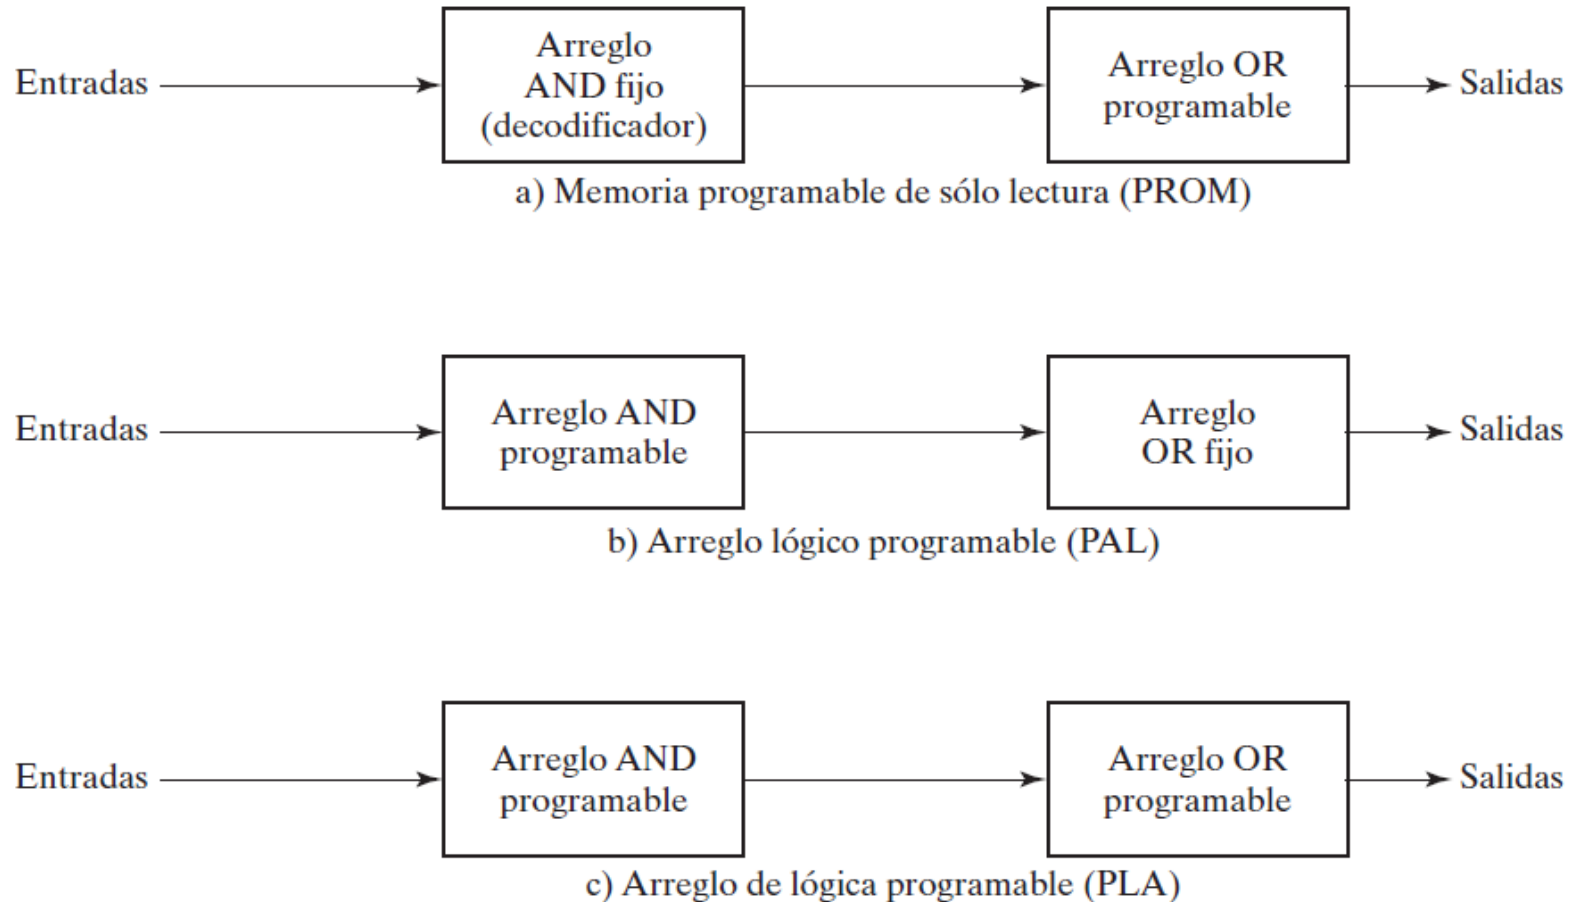 Entradas
Arreglo
AND fijo
(decodificador)
Arreglo OR
programable
Salidas
a) Memoria programable de sólo lectura (PROM)
Entradas
Arreglo AND
programable
Arreglo
OR fijo
Salidas
b) Arreglo lógico programable (PAL)
Entradas
Arreglo AND
programable
Arreglo OR
programable
Salidas
c) Arreglo de lógica programable (PLA)